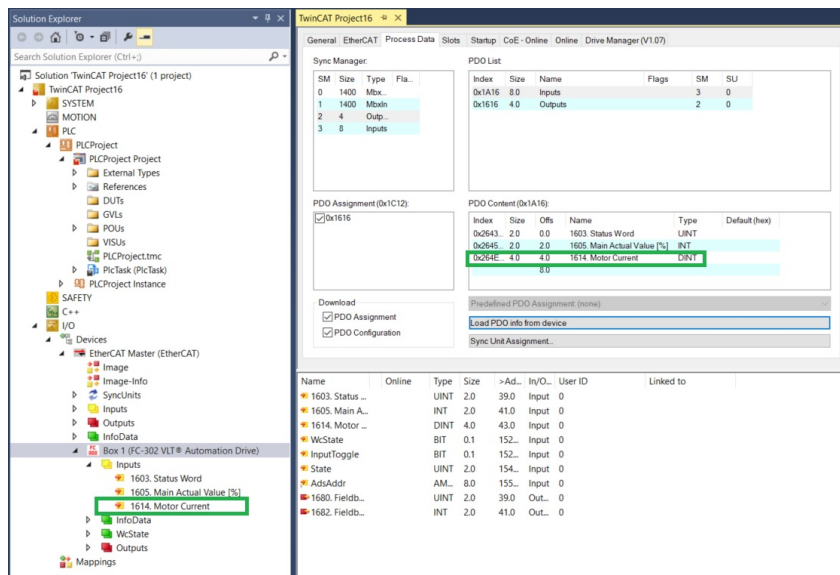 Solution Explorer
Search Solution Explorer (Ctrl+;)
Solution 'TwinCAT Project16' (1 project)
TwinCAT Project16
SYSTEM
MOTION
PLC
PLCProject
PLCProject Project
External Types
References
DUTs
GVLs
POUs
VISUs
PLCProject.tmc
PlcTask (PlcTask)
PLCProject Instance
SAFETY
C++
I/O
Devices
EtherCAT Master (EtherCAT)
Image
Image-Info
SyncUnits
Inputs
Outputs
InfoData
Box 1 (FC-302 VLT® Automation Drive)
Inputs
1603. Status Word
1605. Main Actual Value [%]
1614. Motor Current
InfoData
WcState
Outputs
Mappings
TwinCAT Project16
General EtherCAT Process Data Slots Startup CoE - Online Online Drive Manager (V1.07)
Sync Manager:
SM Size Type Fla...
0 1400 Mbx...
1 1400 MbxIn
2 4 Outp...
3 8 Inputs
PDO List:
Index Size Name Flags SM SU
0x1A16 8.0 Inputs 3 0
0x1616 4.0 Outputs 2 0
PDO Assignment (0x1C12):
0x1616
PDO Content (0x1A16):
Index Size Offs Name Type Default (hex)
0x2643... 2.0 0.0 1603. Status Word UINT
0x2645... 2.0 2.0 1605. Main Actual Value [%] INT
0x264E... 4.0 4.0 1614. Motor Current DINT
8.0
Download
PDO Assignment
PDO Configuration
Predefined PDO Assignment: (none)
Load PDO info from device
Sync Unit Assignment...
Name Online Type Size >Ad... In/O... User ID Linked to
1603. Status ... UINT 2.0 39.0 Input 0
1605. Main A... INT 2.0 41.0 Input 0
1614. Motor ... DINT 4.0 43.0 Input 0
WcState BIT 0.1 152... Input 0
InputToggle BIT 0.1 152... Input 0
State UINT 2.0 154... Input 0
AdsAddr AM... 8.0 155... Input 0
1680. Fieldb... UINT 2.0 39.0 Out... 0
1682. Fieldb... INT 2.0 41.0 Out... 0